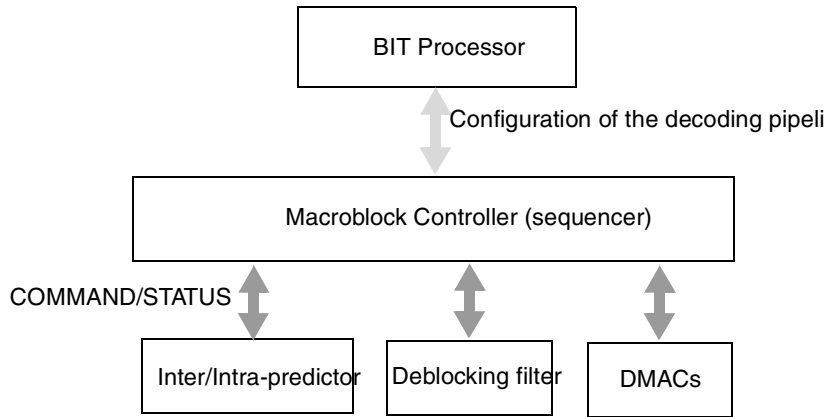 BIT Processor
Configuration of the decoding pipeli
Macroblock Controller (sequencer)
COMMAND/STATUS
Inter/Intra-predictor
Deblocking filter
DMACs